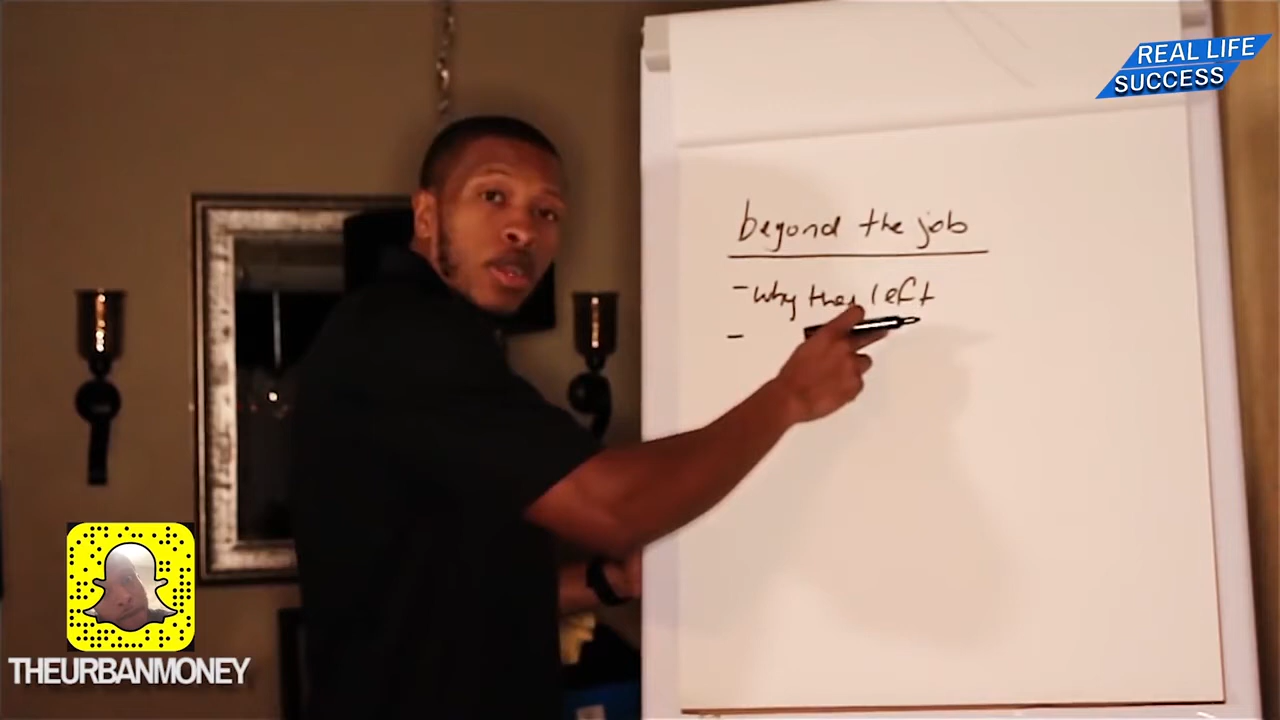 REAL LIFE
SUCCESS
beyond the job
- why they left
-
THEURBANMONEY